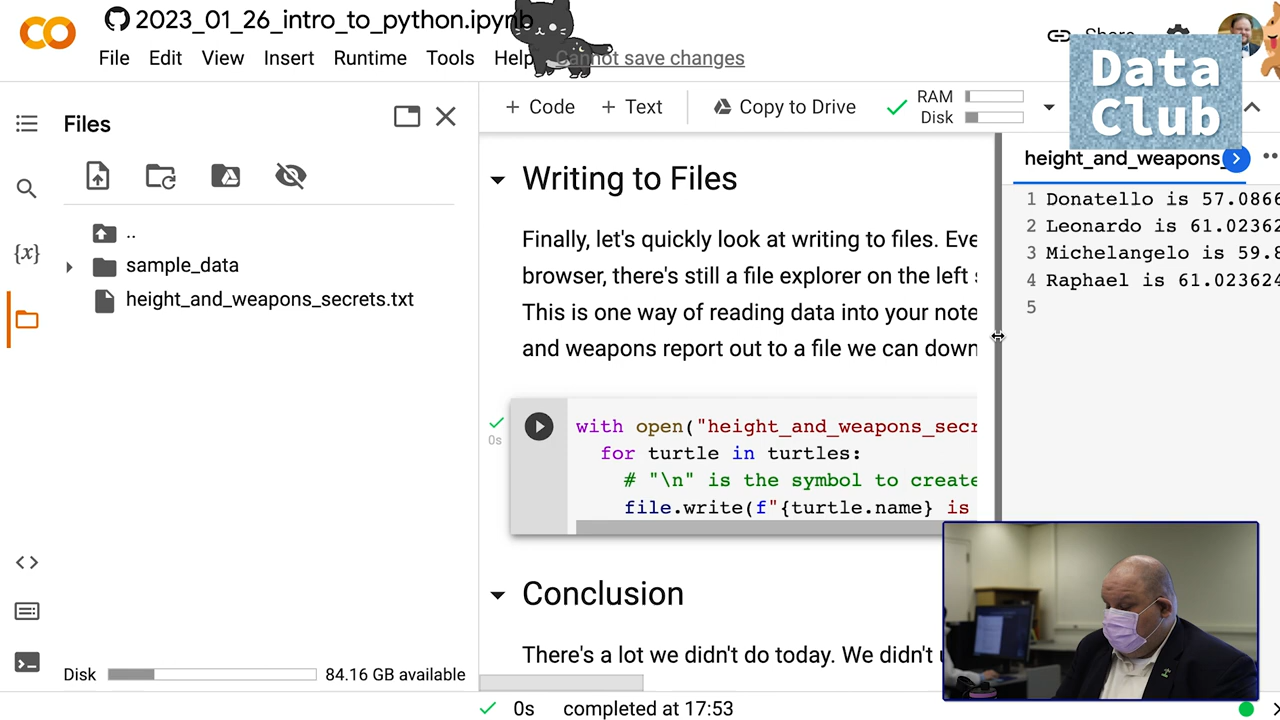 2023_01_26_intro_to_python.ipynb
File Edit View Insert Runtime Tools Help Cannot save changes
Share
Data
Club
Files
+ Code + Text Copy to Drive
RAM
Disk
height_and_weapons_
..
sample_data
height_and_weapons_secrets.txt
{x}
Writing to Files
Finally, let's quickly look at writing to files. Eve
browser, there's still a file explorer on the left s
This is one way of reading data into your note
and weapons report out to a file we can down
0s
with open("height_and_weapons_secr
for turtle in turtles:
# "\n" is the symbol to create
file.write(f"{turtle.name} is
Conclusion
There's a lot we didn't do today. We didn't
1 Donatello is 57.0866
2 Leonardo is 61.02362
3 Michelangelo is 59.8
4 Raphael is 61.023624
5
Disk 84.16 GB available
0s completed at 17:53